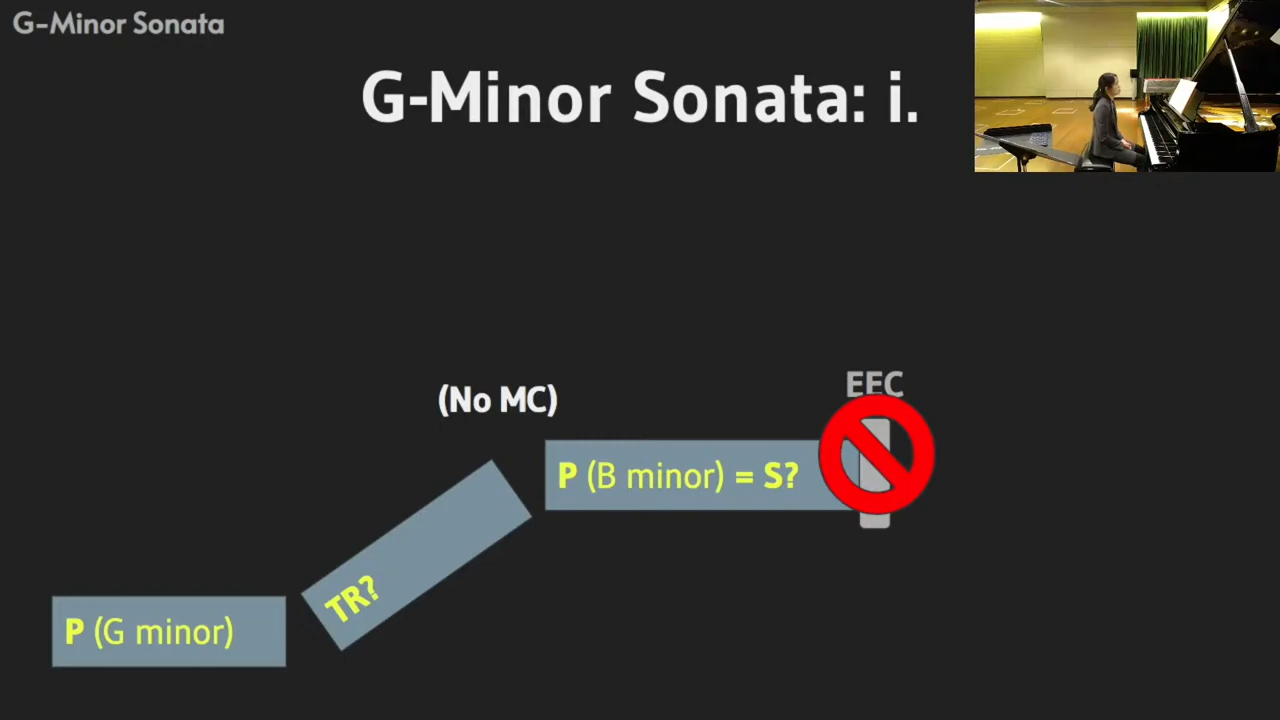 G-Minor Sonata
G-Minor Sonata: i.
(No MC)
EEC
P (B minor) = S?
TR?
P (G minor)